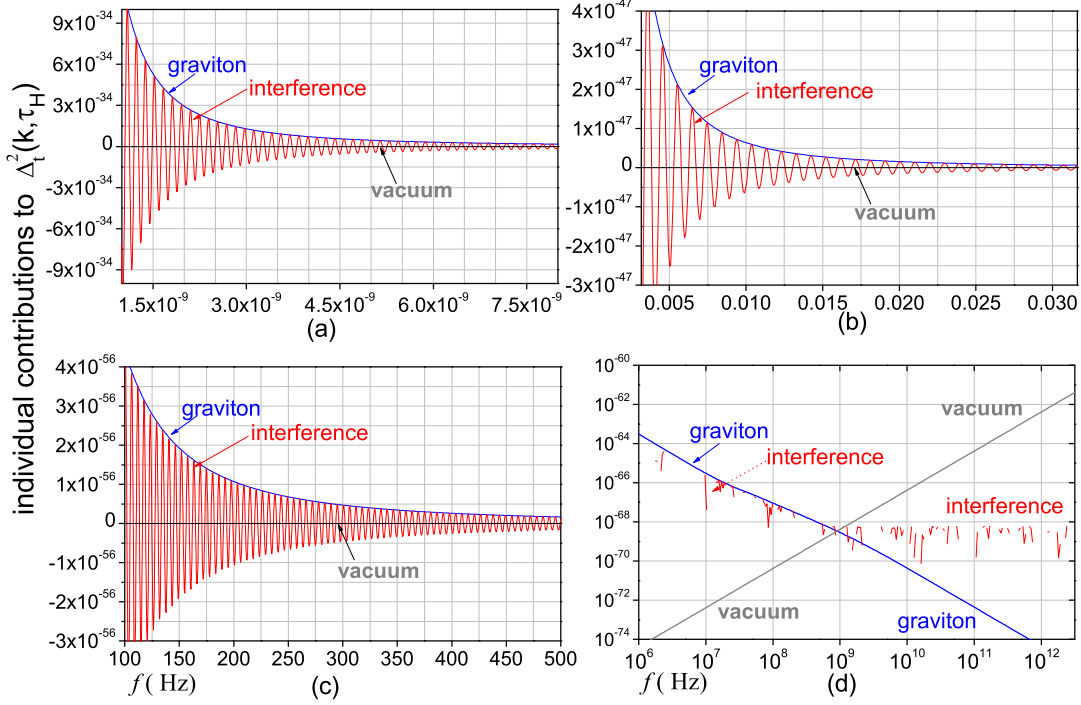 individual contributions to Δ²ₜ(k,τ_H)
9x10⁻³⁴
6x10⁻³⁴
3x10⁻³⁴
0
-3x10⁻³⁴
-6x10⁻³⁴
-9x10⁻³⁴
graviton
interference
vacuum
1.5x10⁻⁹ 3.0x10⁻⁹ 4.5x10⁻⁹ 6.0x10⁻⁹ 7.5x10⁻⁹
(a)
4x10⁻⁴⁷
3x10⁻⁴⁷
2x10⁻⁴⁷
1x10⁻⁴⁷
0
-1x10⁻⁴⁷
-2x10⁻⁴⁷
-3x10⁻⁴⁷
graviton
interference
vacuum
0.005 0.010 0.015 0.020 0.025 0.030
(b)
4x10⁻⁵⁶
3x10⁻⁵⁶
2x10⁻⁵⁶
1x10⁻⁵⁶
0
-1x10⁻⁵⁶
-2x10⁻⁵⁶
-3x10⁻⁵⁶
graviton
interference
vacuum
100 150 200 250 300 350 400 450 500
f ( Hz)
(c)
10⁻⁶⁰
10⁻⁶²
10⁻⁶⁴
10⁻⁶⁶
10⁻⁶⁸
10⁻⁷⁰
10⁻⁷²
10⁻⁷⁴
vacuum
graviton
interference
interference
vacuum
graviton
10⁶ 10⁷ 10⁸ 10⁹ 10¹⁰ 10¹¹ 10¹²
f ( Hz)
(d)